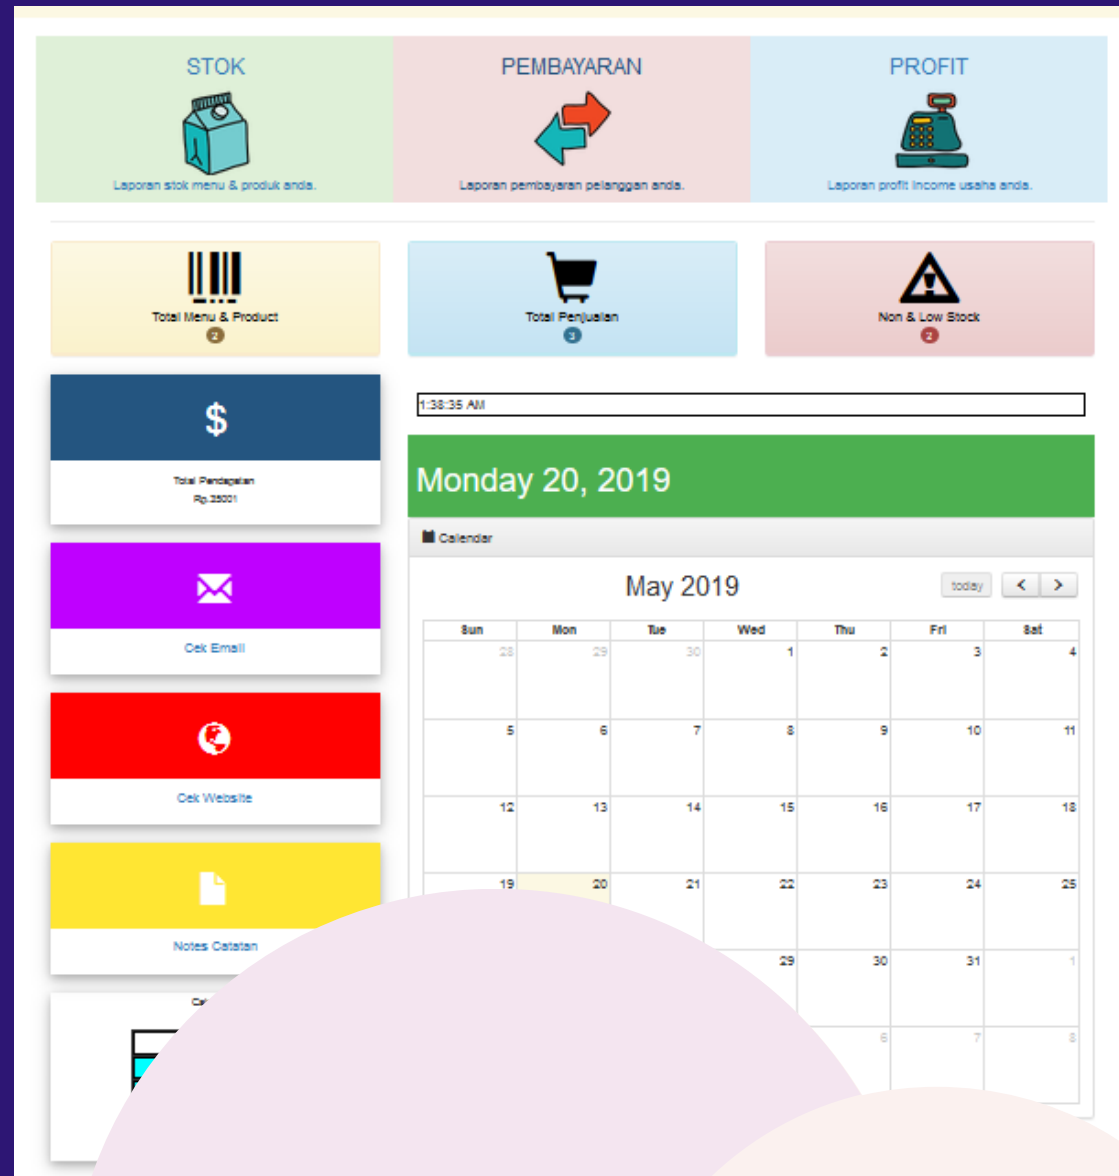 STOK
Laporan stok menu & produk anda.
PEMBAYARAN
Laporan pembayaran pelanggan anda.
PROFIT
Laporan profit income usaha anda.
Total Menu & Product
2
Total Penjualan
3
Non & Low Stock
2
$
Total Pendapatan
Rp.35001
Cek Email
Cek Website
Notes Catatan
1:38:35 AM
Monday 20, 2019
Calendar
May 2019
today
Sun Mon Tue Wed Thu Fri Sat
28 29 30 1 2 3 4
5 6 7 8 9 10 11
12 13 14 15 16 17 18
19 20 21 22 23 24 25
29 30 31 1
6 7 8